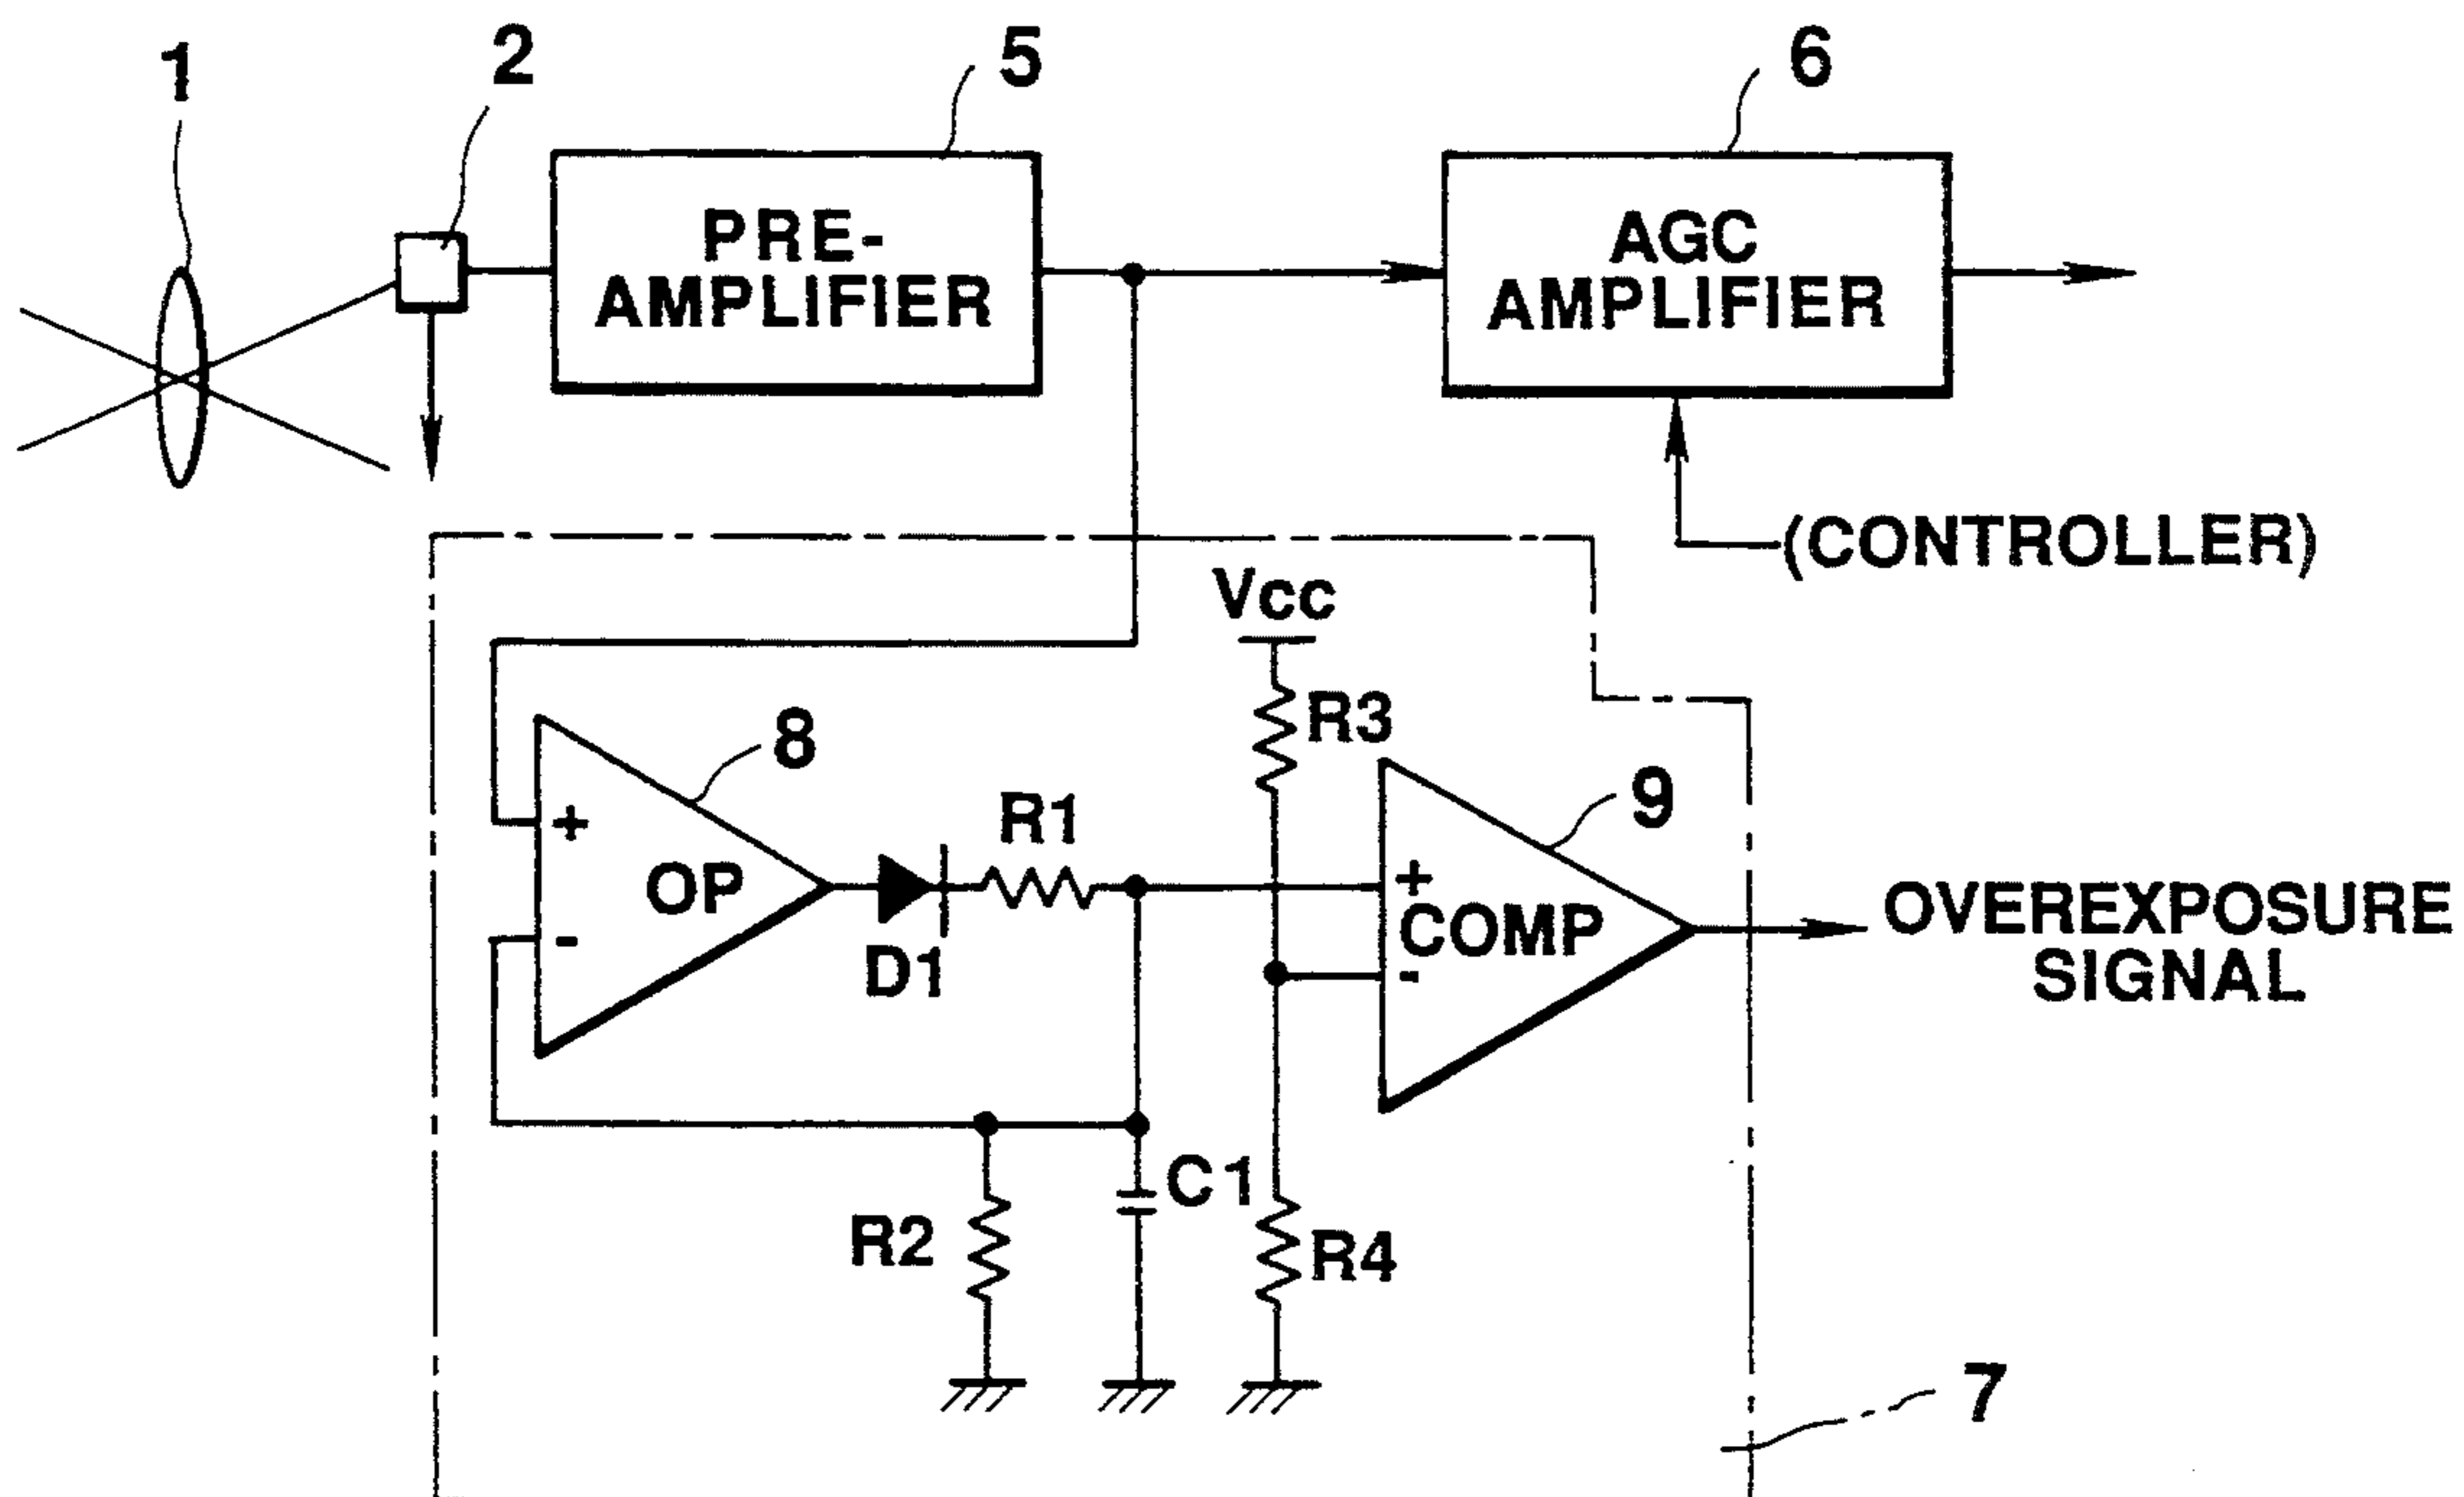 1
2
5
6
PRE-
AMPLIFIER
AGC
AMPLIFIER
(CONTROLLER)
Vcc
R3
8
9
R1
+
OP
-
D1
+
COMP
-
OVEREXPOSURE
SIGNAL
C1
R2
R4
7